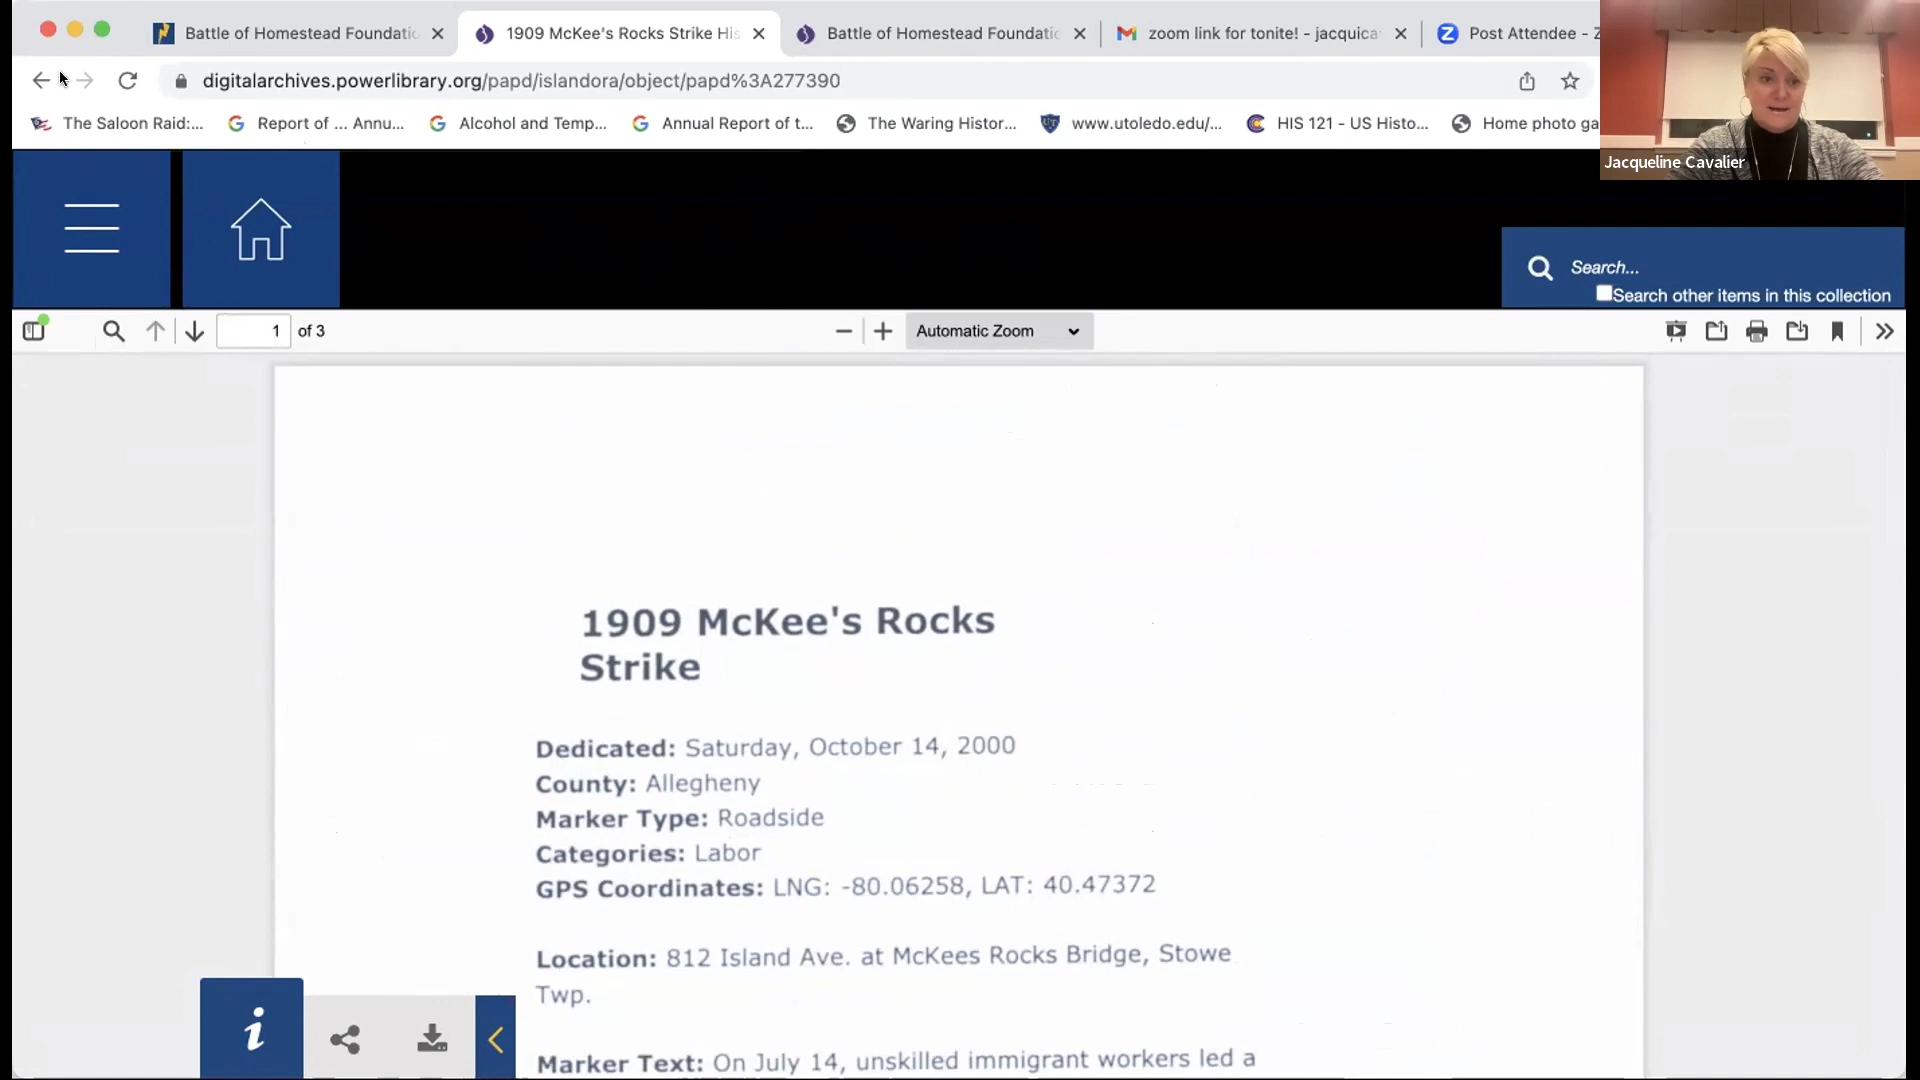 Battle of Homestead Foundatio
1909 McKee's Rocks Strike His
Battle of Homestead Foundatio
zoom link for tonite! - jacquica
Post Attendee - Z
digitalarchives.powerlibrary.org/papd/islandora/object/papd%3A277390
The Saloon Raid:...
Report of ... Annu...
Alcohol and Temp...
Annual Report of t...
The Waring Histor...
www.utoledo.edu/...
HIS 121 - US Histo...
Home photo ga
Jacqueline Cavalier
Search...
Search other items in this collection
1 of 3
Automatic Zoom
1909 McKee's Rocks
Strike
Dedicated: Saturday, October 14, 2000
County: Allegheny
Marker Type: Roadside
Categories: Labor
GPS Coordinates: LNG: -80.06258, LAT: 40.47372
Location: 812 Island Ave. at McKees Rocks Bridge, Stowe
Twp.
Marker Text: On July 14, unskilled immigrant workers led a